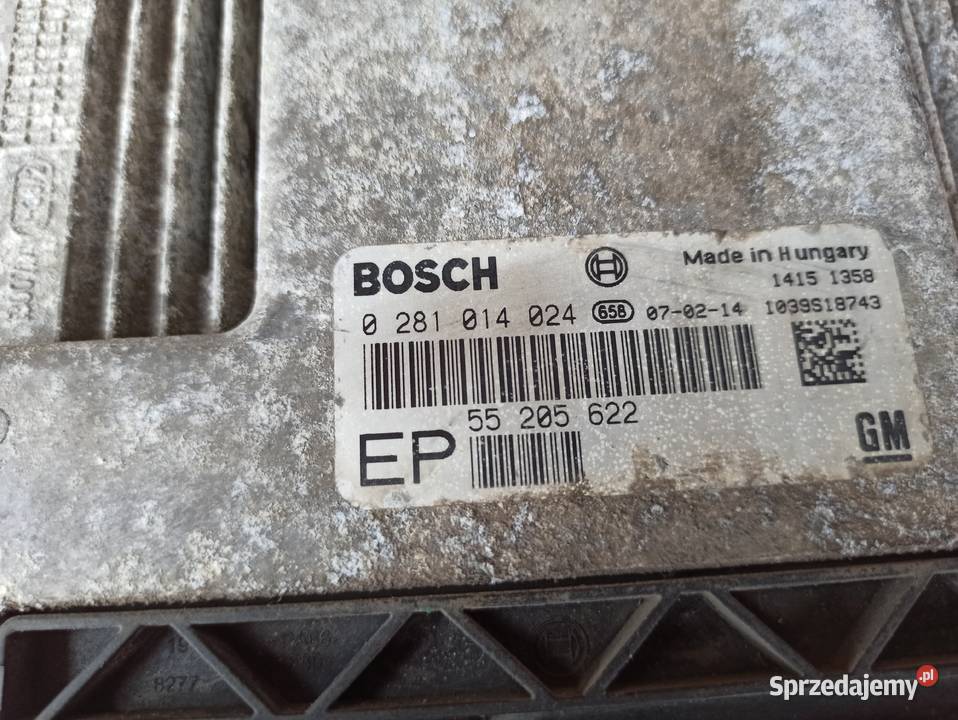 BOSCH
Made in Hungary
1415 1358
0 281 014 024 658 07-02-14 1039S18743
55 205 622
EP
GM
8277
Sprzedajemy.pl